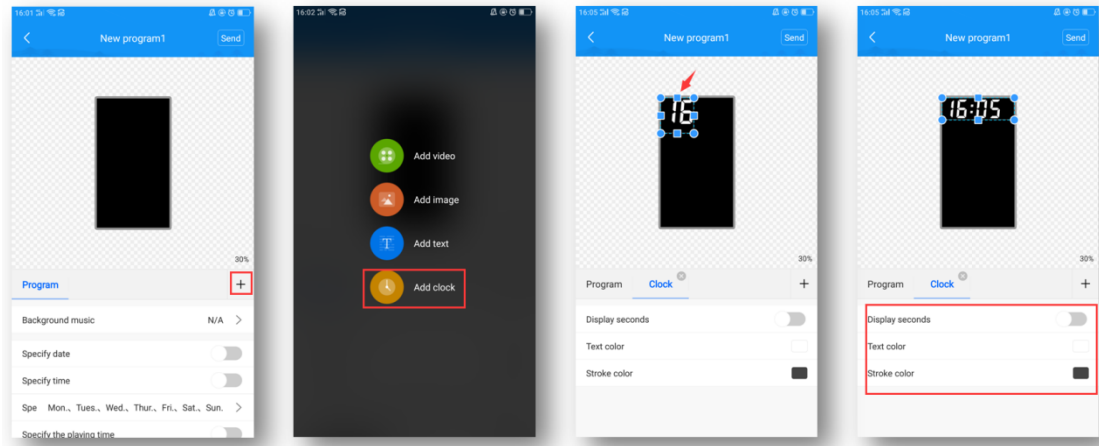 16:01
New program1
Send
30%
Program
+
Background music N/A
Specify date
Specify time
Spe Mon.、Tues.、Wed.、Thur.、Fri.、Sat.、Sun.
Specify the playing time
16:02
Add video
Add image
T
Add text
Add clock
16:05
New program1
Send
16
30%
Program Clock
+
Display seconds
Text color
Stroke color
16:05
New program1
Send
16:05
30%
Program Clock
+
Display seconds
Text color
Stroke color